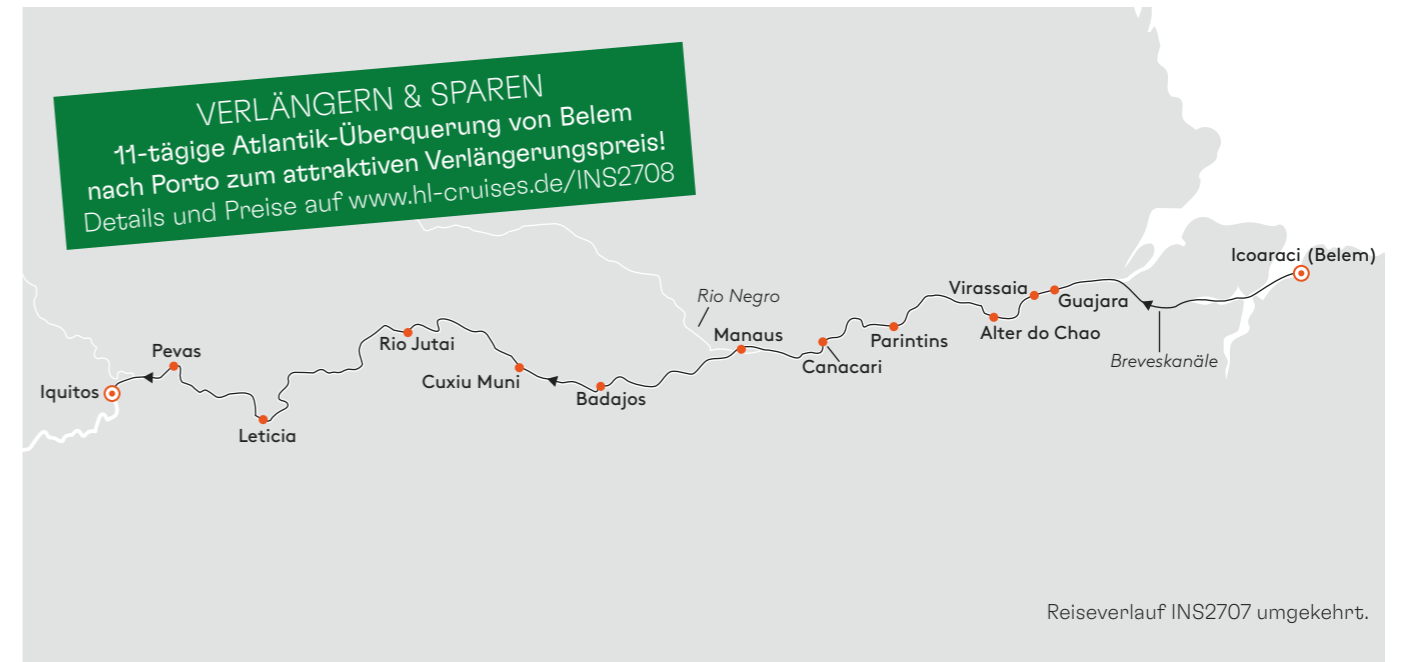 VERLÄNGERN & SPAREN
11-tägige Atlantik-Überquerung von Belem
nach Porto zum attraktiven Verlängerungspreis!
Details und Preise auf www.hl-cruises.de/INS2708
Icoaraci (Belem)
Virassaia
Guajara
Rio Negro
Manaus
Parintins
Alter do Chao
Rio Jutai
Pevas
Canacari
Breveskanäle
Cuxiu Muni
Iquitos
Badajos
Leticia
Reiseverlauf INS2707 umgekehrt.